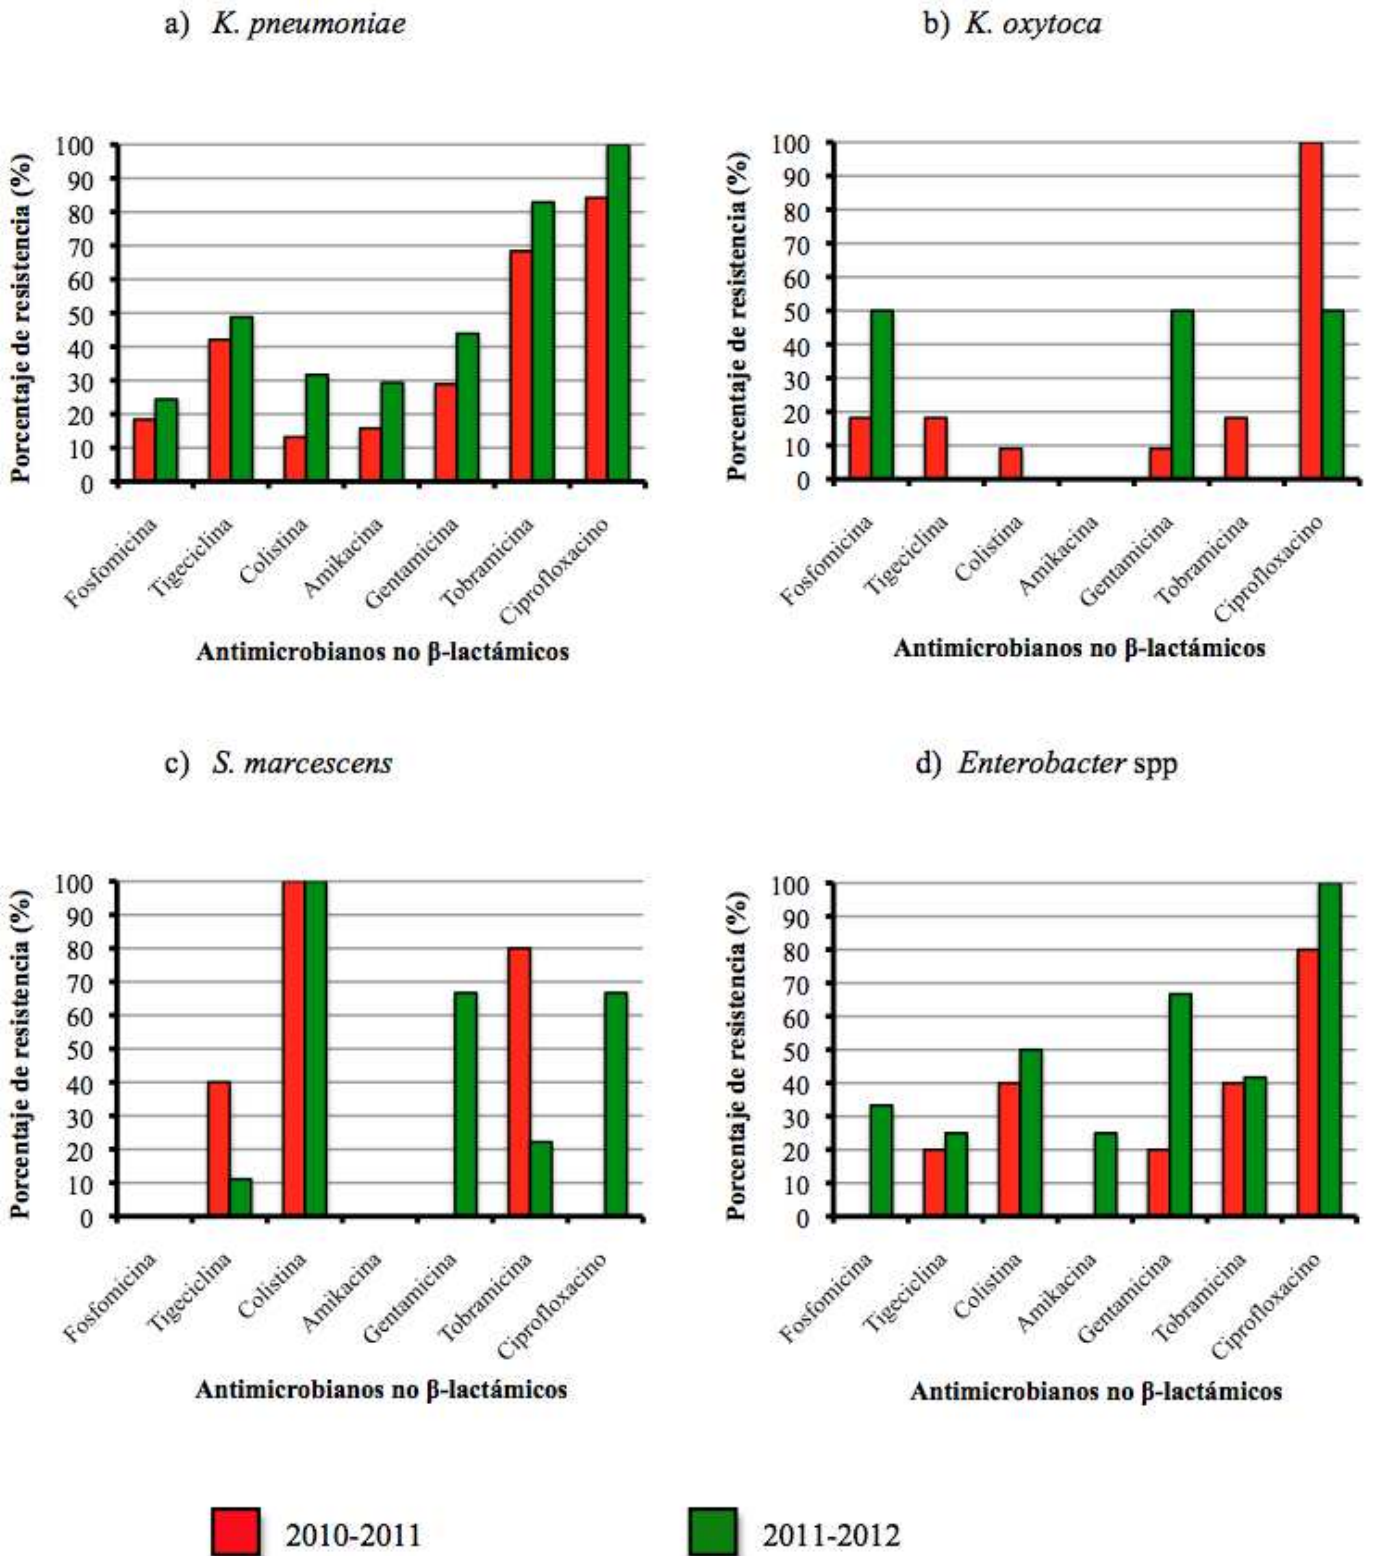 a) K. pneumoniae
Porcentaje de resistencia (%)
100
90
80
70
60
50
40
30
20
10
0
Fosfomicina
Tigeciclina
Colistina
Amikacina
Gentamicina
Tobramicina
Ciprofloxacino
Antimicrobianos no β-lactámicos
b) K. oxytoca
Porcentaje de resistencia (%)
100
90
80
70
60
50
40
30
20
10
0
Fosfomicina
Tigeciclina
Colistina
Amikacina
Gentamicina
Tobramicina
Ciprofloxacino
Antimicrobianos no β-lactámicos
c) S. marcescens
Porcentaje de resistencia (%)
100
90
80
70
60
50
40
30
20
10
0
Fosfomicina
Tigeciclina
Colistina
Amikacina
Gentamicina
Tobramicina
Ciprofloxacino
Antimicrobianos no β-lactámicos
d) Enterobacter spp
Porcentaje de resistencia (%)
100
90
80
70
60
50
40
30
20
10
0
Fosfomicina
Tigeciclina
Colistina
Amikacina
Gentamicina
Tobramicina
Ciprofloxacino
Antimicrobianos no β-lactámicos
2010-2011
2011-2012